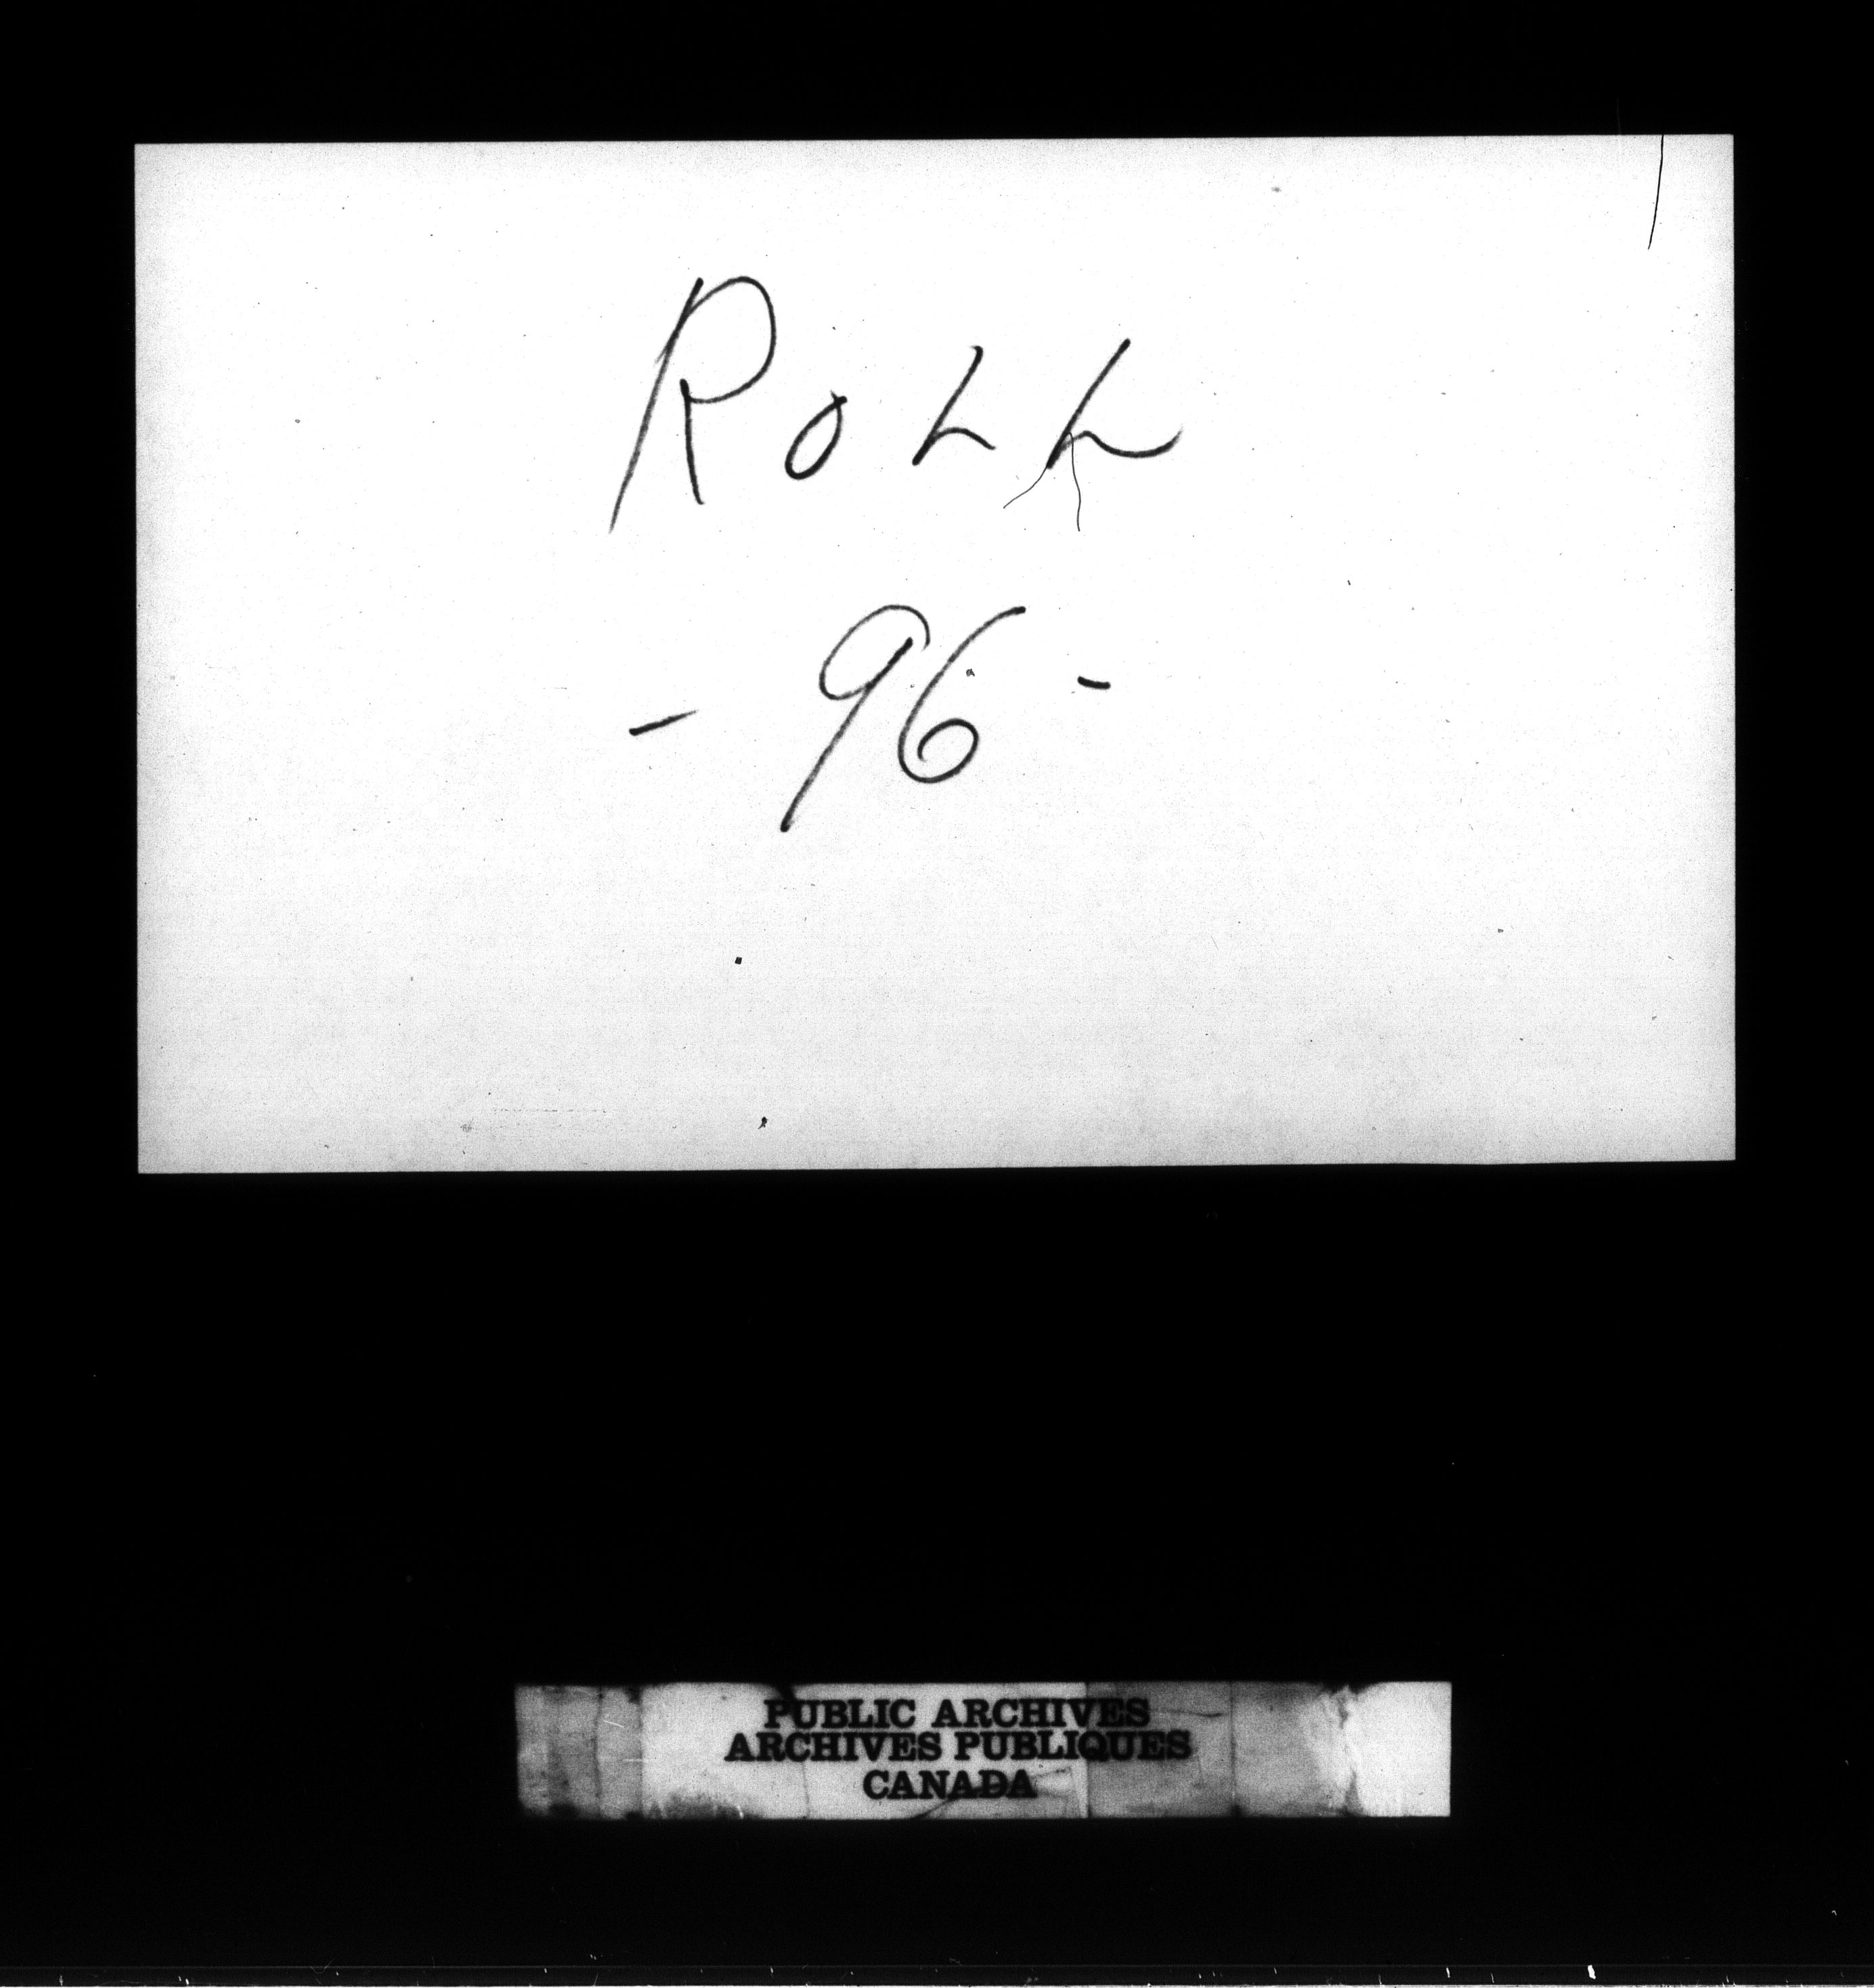 RoLL
- 96 -
PUBLIC ARCHIVES
ARCHIVES PUBLIQUES
CANADA